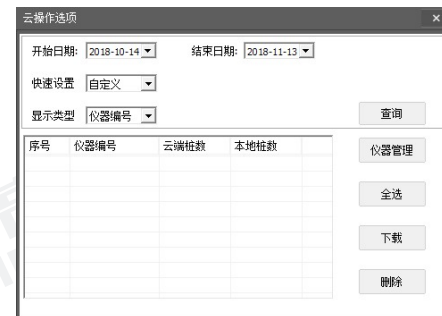 云操作选项
开始日期: 2018-10-14 结束日期: 2018-11-13
快速设置 自定义
显示类型 仪器编号 查询
序号 仪器编号 云端桩数 本地桩数 仪器管理
全选
下载
删除